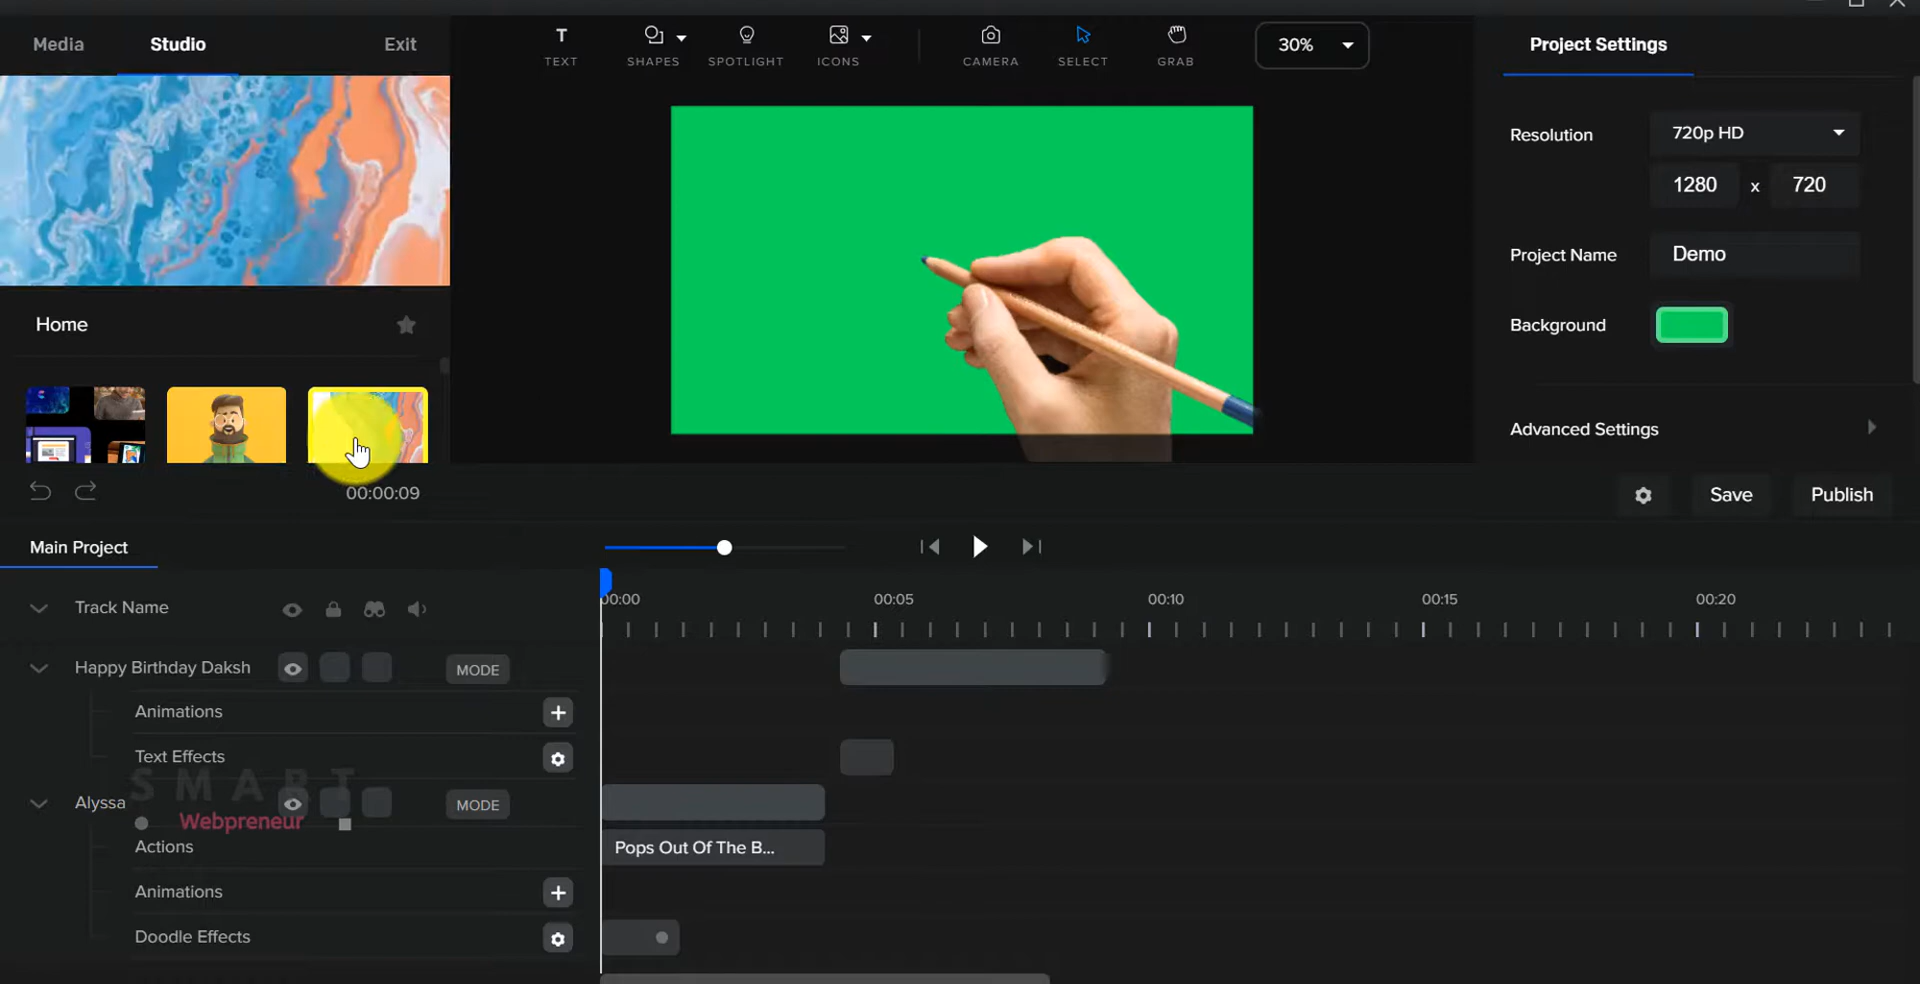 Media
Studio
Exit
TEXT
SHAPES
SPOTLIGHT
ICONS
CAMERA
SELECT
GRAB
30%
Project Settings
Resolution
720p HD
1280 x 720
Project Name
Demo
Background
Advanced Settings
Home
00:00:09
Save
Publish
Main Project
00:00
00:05
00:10
00:15
00:20
Track Name
Happy Birthday Daksh
MODE
Animations
Text Effects
SMART
Alyssa
MODE
Webpreneur
Actions
Pops Out Of The B...
Animations
Doodle Effects